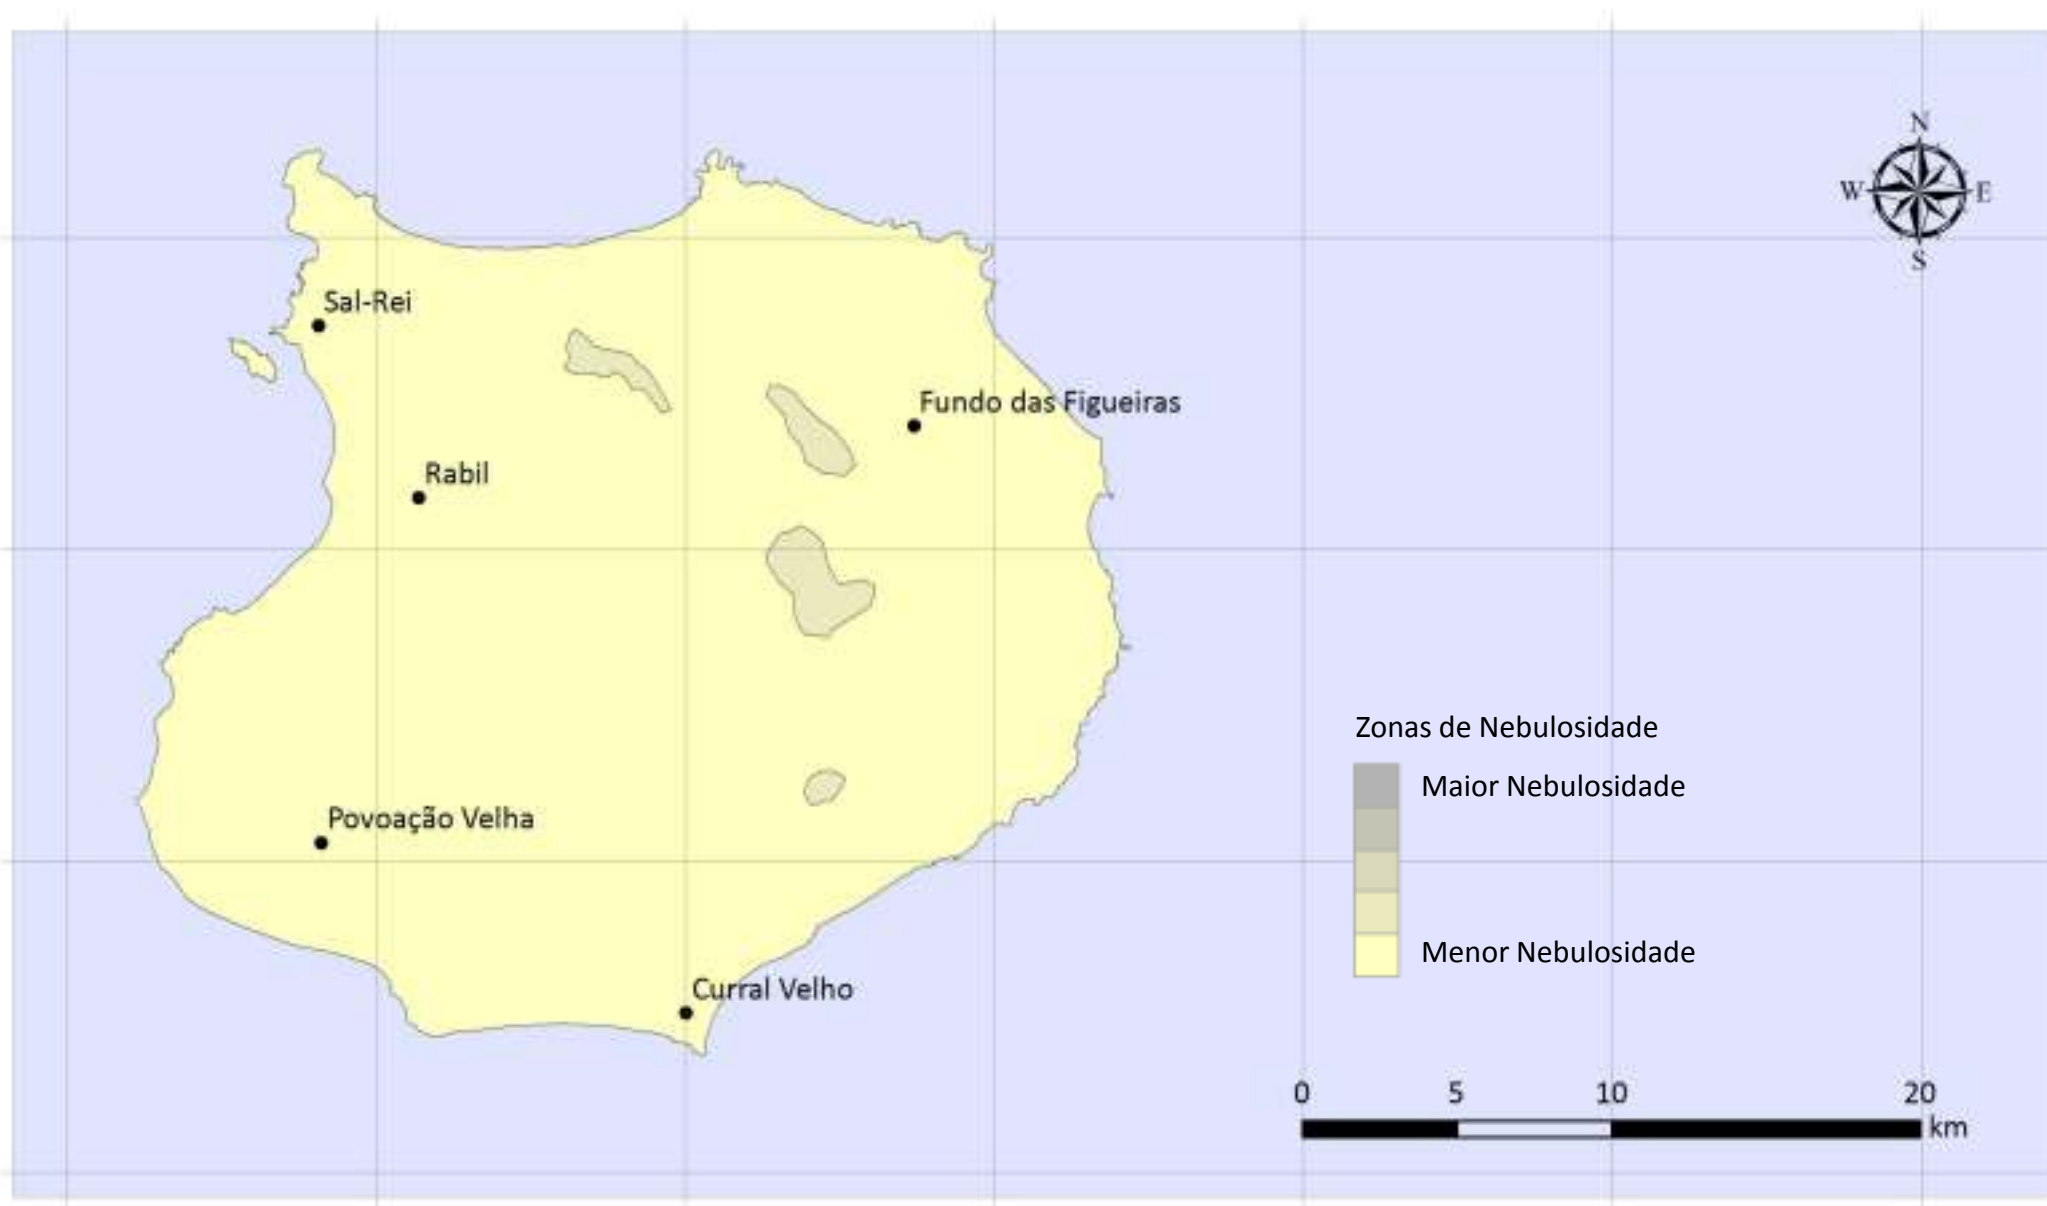 N
W E
S
Sal-Rei
Fundo das Figueiras
Rabil
Zonas de Nebulosidade
Maior Nebulosidade
Povoação Velha
Menor Nebulosidade
Curral Velho
0 5 10 20
km